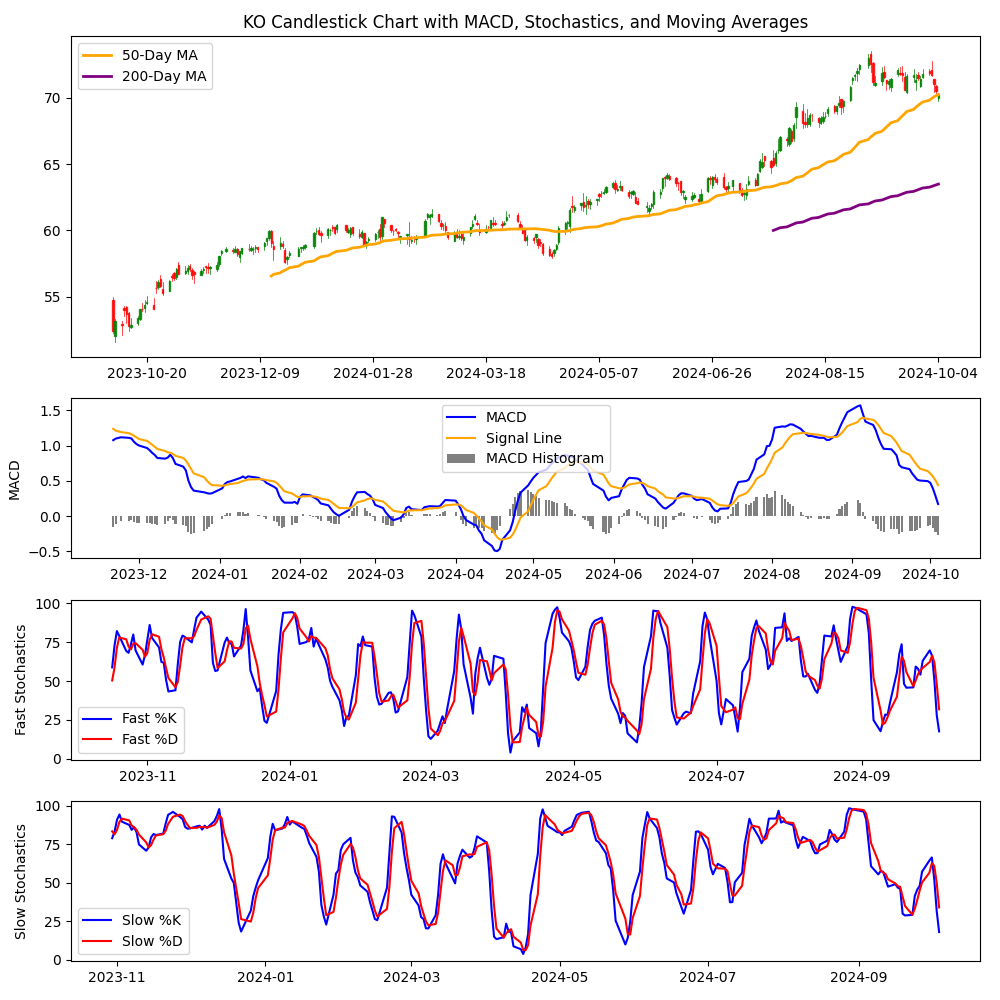 KO Candlestick Chart with MACD, Stochastics, and Moving Averages
50-Day MA
200-Day MA
70
65
60
55
2023-10-20 2023-12-09 2024-01-28 2024-03-18 2024-05-07 2024-06-26 2024-08-15 2024-10-04
MACD
MACD
Signal Line
MACD Histogram
1.5
1.0
0.5
0.0
−0.5
2023-12 2024-01 2024-02 2024-03 2024-04 2024-05 2024-06 2024-07 2024-08 2024-09 2024-10
Fast Stochastics
100
75
50
25
0
Fast %K
Fast %D
2023-11 2024-01 2024-03 2024-05 2024-07 2024-09
Slow Stochastics
100
75
50
25
0
Slow %K
Slow %D
2023-11 2024-01 2024-03 2024-05 2024-07 2024-09